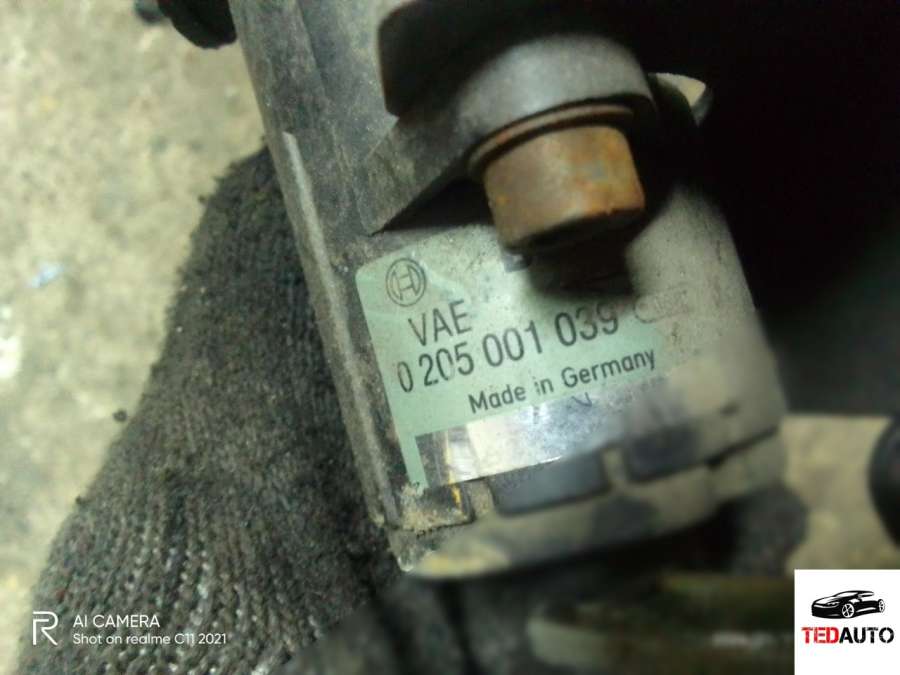 VAE
0 205 001 039
Made in Germany
AI CAMERA
Shot on realme C11 2021
TEDAUTO